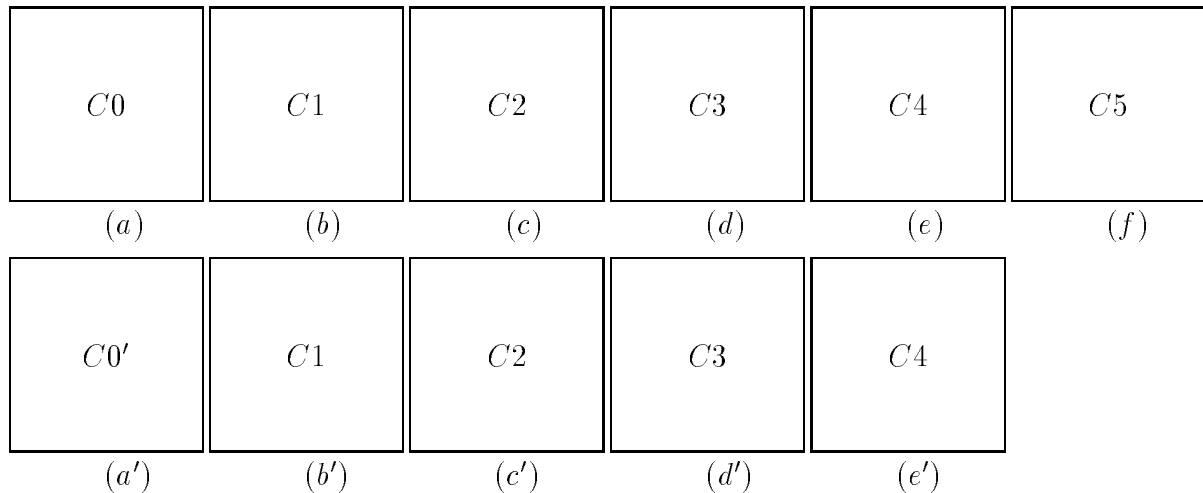 C0 C1 C2 C3 C4 C5
(a) (b) (c) (d) (e) (f)
C0′ C1 C2 C3 C4
(a′) (b′) (c′) (d′) (e′)